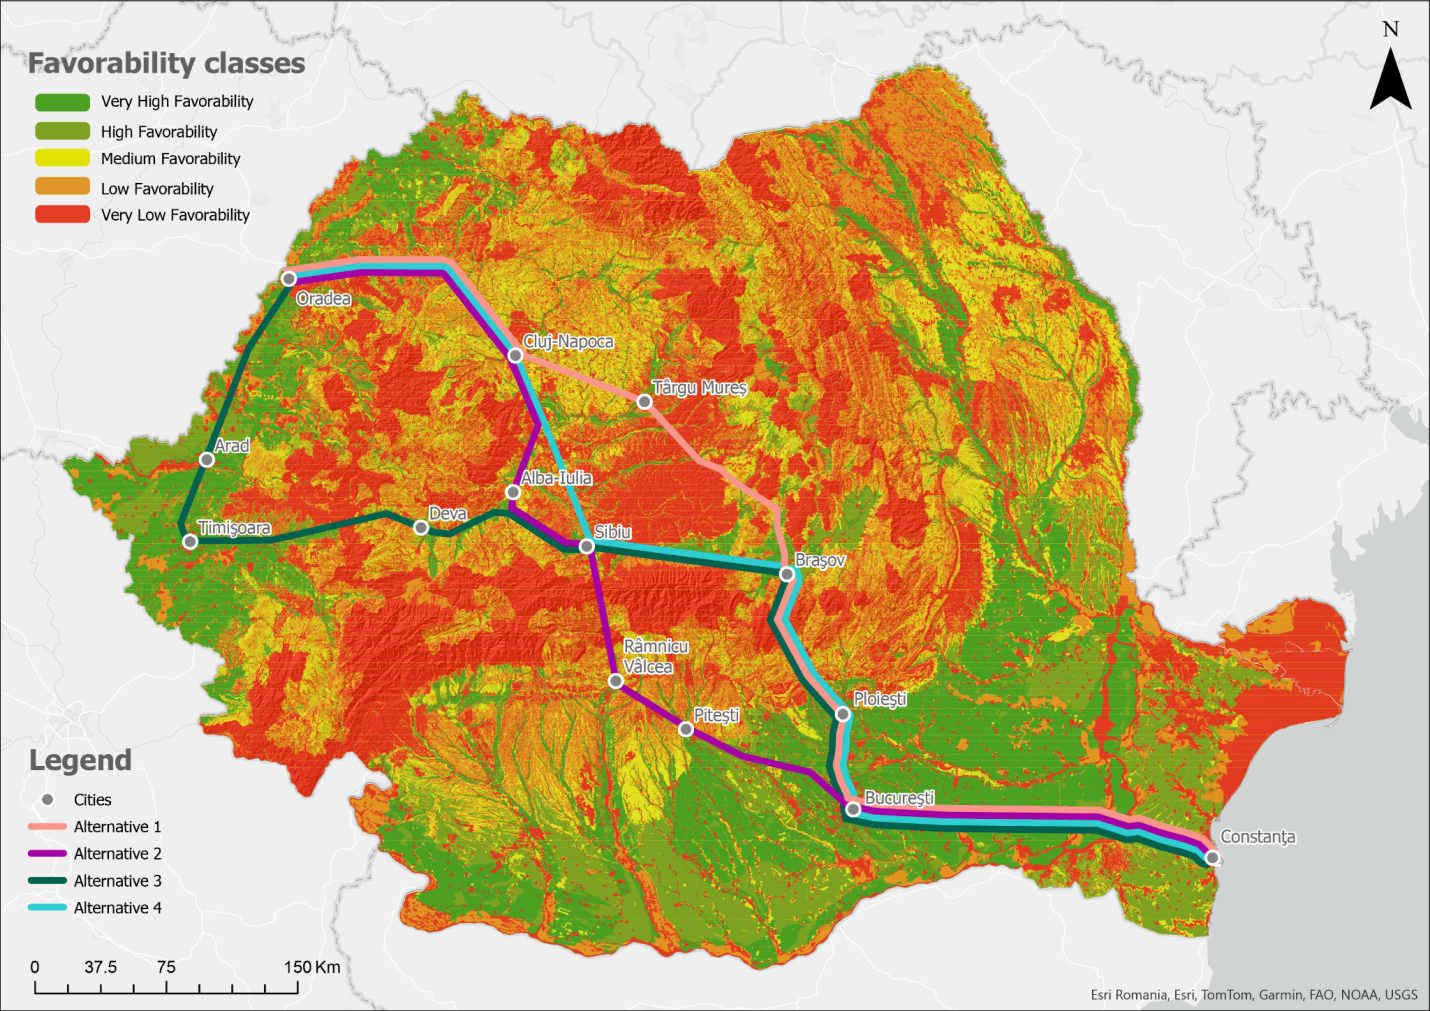 N
Favorability classes
Very High Favorability
High Favorability
Medium Favorability
Low Favorability
Very Low Favorability
Oradea
Cluj-Napoca
Târgu Mureş
Arad
Alba-Iulia
Deva
Timişoara
Sibiu
Braşov
Râmnicu
Vâlcea
Ploieşti
Piteşti
Bucureşti
Constanţa
Legend
Cities
Alternative 1
Alternative 2
Alternative 3
Alternative 4
0 37.5 75 150 Km
Esri Romania, Esri, TomTom, Garmin, FAO, NOAA, USGS